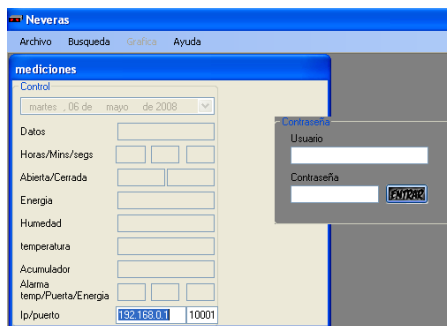 Neveras
Archivo Busqueda Grafica Ayuda
mediciones
Control
martes , 06 de mayo de 2008
Datos
Horas/Mins/segs
Abierta/Cerrada
Energia
Humedad
temperatura
Acumulador
Alarma
temp/Puerta/Energia
Ip/puerto 192.168.0.1 10001
Contraseña
Usuario
Contraseña
ENTRAR